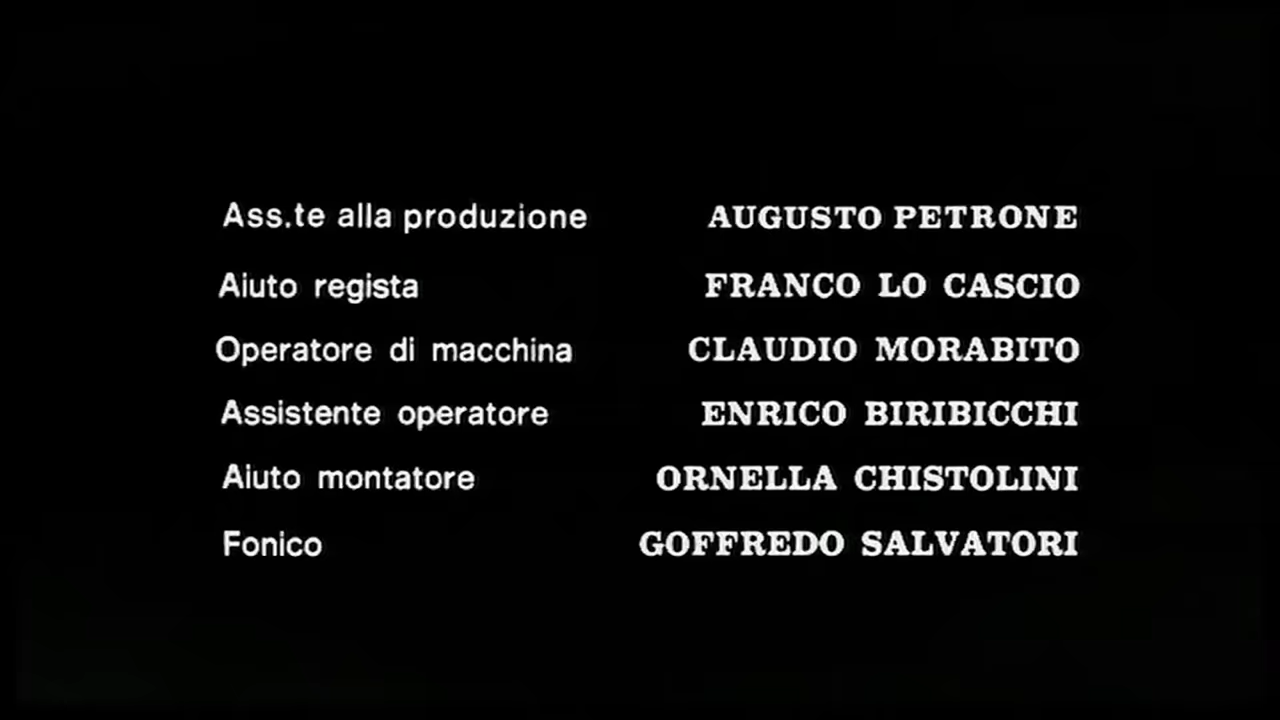 Ass.te alla produzione AUGUSTO PETRONE
Aiuto regista FRANCO LO CASCIO
Operatore di macchina CLAUDIO MORABITO
Assistente operatore ENRICO BIRIBICCHI
Aiuto montatore ORNELLA CHISTOLINI
Fonico GOFFREDO SALVATORI